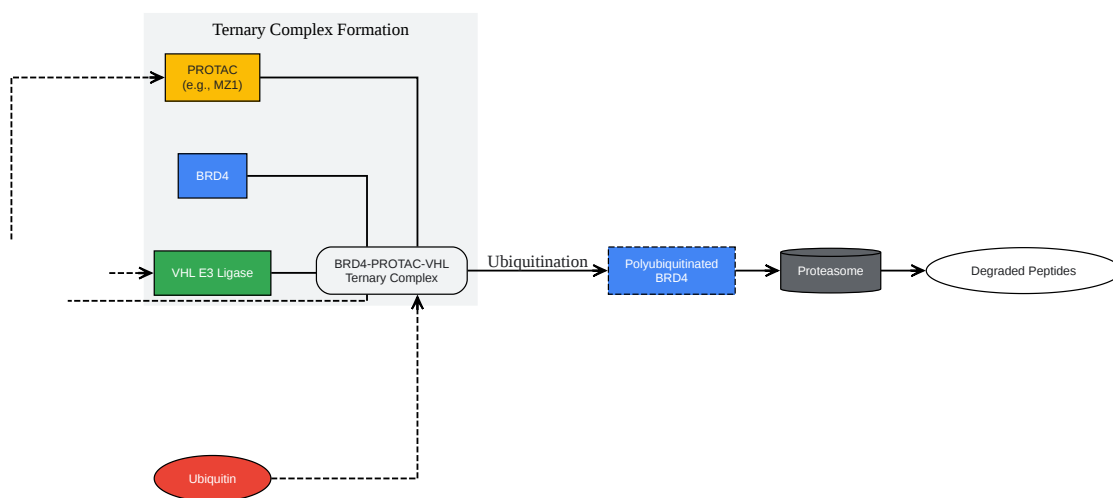 Ternary Complex Formation
PROTAC
(e.g., MZ1)
BRD4
VHL E3 Ligase
BRD4-PROTAC-VHL
Ternary Complex
Ubiquitination
Polyubiquitinated
BRD4
Proteasome
Degraded Peptides
Ubiquitin